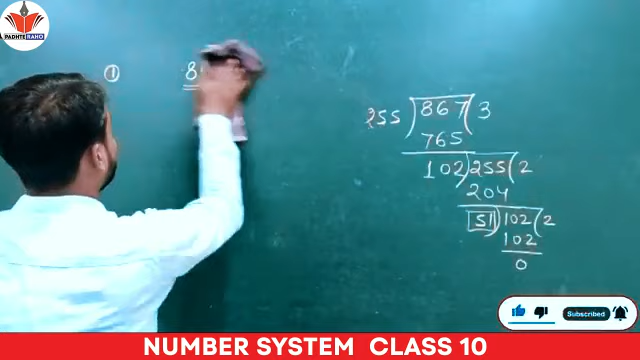 PADHTE RAHO
① 8
255 ) 867 ( 3
765
102 ) 255 ( 2
204
51 ) 102 ( 2
102
0
Subscribed
NUMBER SYSTEM CLASS 10